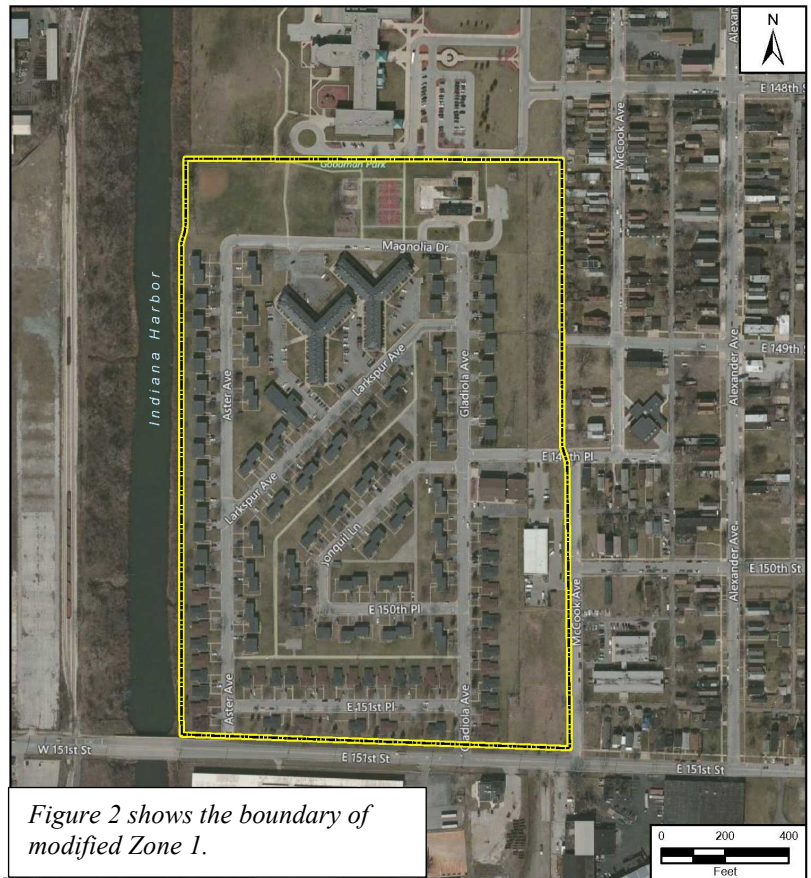 N
Alexan
E 148th S
McCook Ave
Goodman Park
Magnolia Dr
Indiana Harbor
Alexander Ave
E 149th S
Larkspur Ave
Aster Ave
Gladiola Ave
E 149th Pl
Larkspur Ave
Jonquil Ln
Alexander Ave
E 150th St
E 150th Pl
McCook Ave
Aster Ave
Gladiola Ave
E 151st Pl
W 151st St
E 151st St
E 151st St
Figure 2 shows the boundary of
modified Zone 1.
0 200 400
Feet